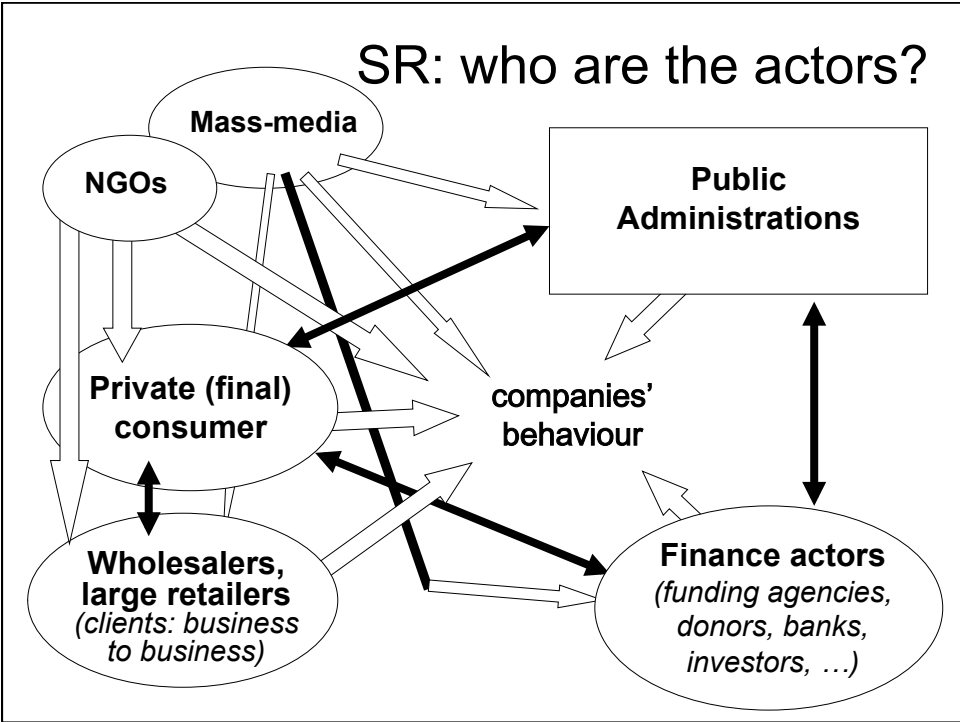 SR: who are the actors?
Mass-media
NGOs
Public
Administrations
Private (final)
consumer
companies’
behaviour
Wholesalers,
large retailers
(clients: business
to business)
Finance actors
(funding agencies,
donors, banks,
investors, …)